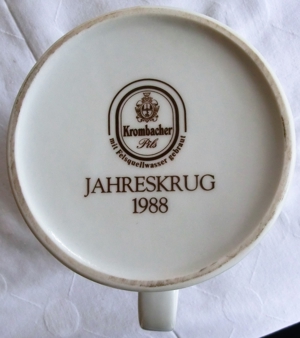 Krombacher
Pils
mit Felsquellwasser gebraut
JAHRESKRUG
1988